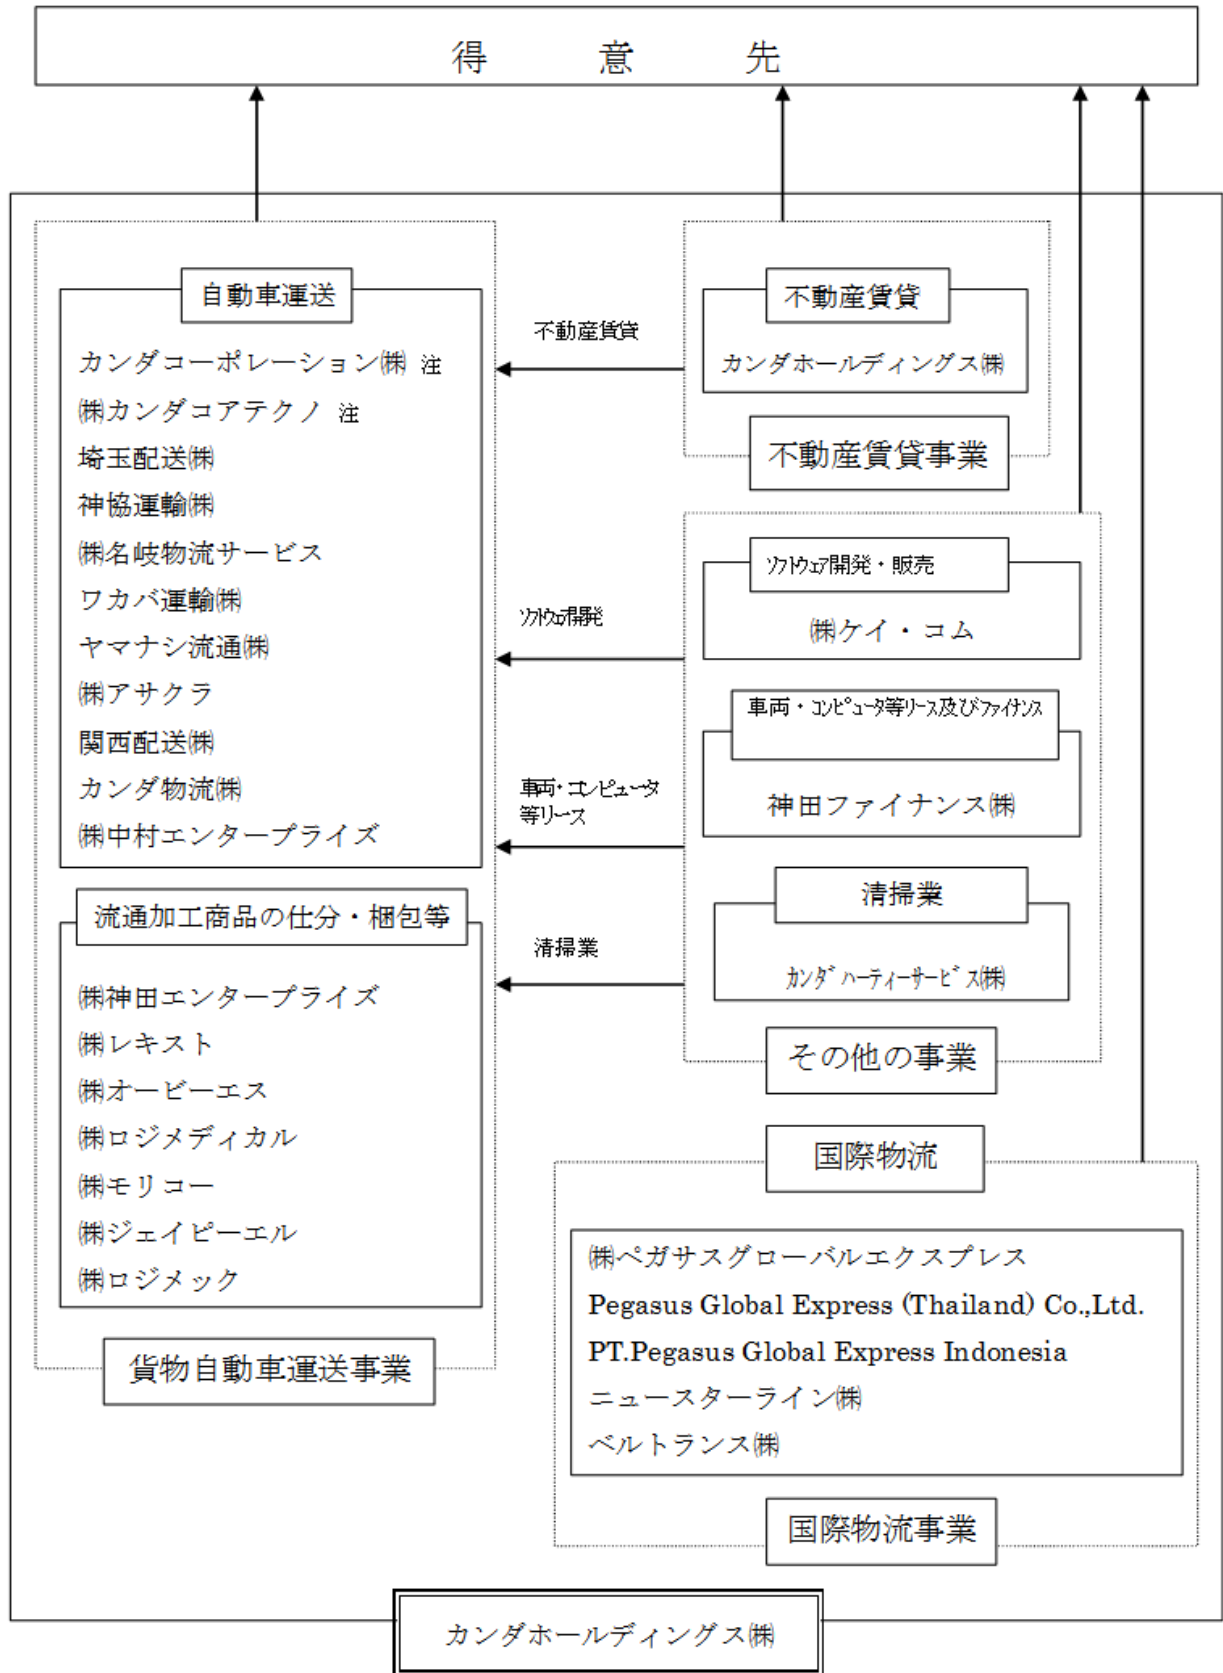 得意先
自動車運送
カンダコーポレーション㈱ 注
㈱カンダコアテクノ 注
埼玉配送㈱
神協運輸㈱
㈱名岐物流サービス
ワカバ運輸㈱
ヤマナシ流通㈱
㈱アサクラ
関西配送㈱
カンダ物流㈱
㈱中村エンタープライズ
流通加工商品の仕分・梱包等
㈱神田エンタープライズ
㈱レキスト
㈱オービーエス
㈱ロジメディカル
㈱モリコー
㈱ジェイピーエル
㈱ロジメック
貨物自動車運送事業
不動産賃貸
ソフトウェア開発
車両・コンピュータ
等リース
清掃業
不動産賃貸
カンダホールディングス㈱
不動産賃貸事業
ソフトウェア開発・販売
㈱ケイ・コム
車両・コンピュータ等リース及びファイナンス
神田ファイナンス㈱
清掃業
カンダハーティーサービス㈱
その他の事業
国際物流
㈱ペガサスグローバルエクスプレス
Pegasus Global Express (Thailand) Co.,Ltd.
PT.Pegasus Global Express Indonesia
ニュースターライン㈱
ベルトランス㈱
国際物流事業
カンダホールディングス㈱